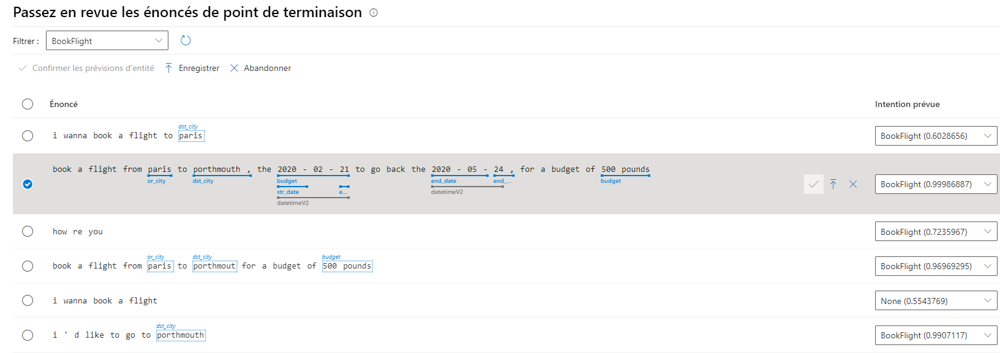 Passez en revue les énoncés de point de terminaison
Filtrer : BookFlight
Confirmer les prévisions d'entité Enregistrer Abandonner
Énoncé Intention prévue
dst_city
i wanna book a flight to paris BookFlight (0.6028656)
book a flight from paris to porthmouth , the 2020 - 02 - 21 to go back the 2020 - 05 - 24 , for a budget of 500 pounds
or_city dst_city budget end_date end_... budget
BookFlight (0.99986887)
str_date e... datetimeV2
datetimeV2
how re you BookFlight (0.7235967)
or_city dst_city budget
book a flight from paris to porthmout for a budget of 500 pounds BookFlight (0.96969295)
i wanna book a flight None (0.5543769)
dst_city
i ' d like to go to porthmouth BookFlight (0.9907117)